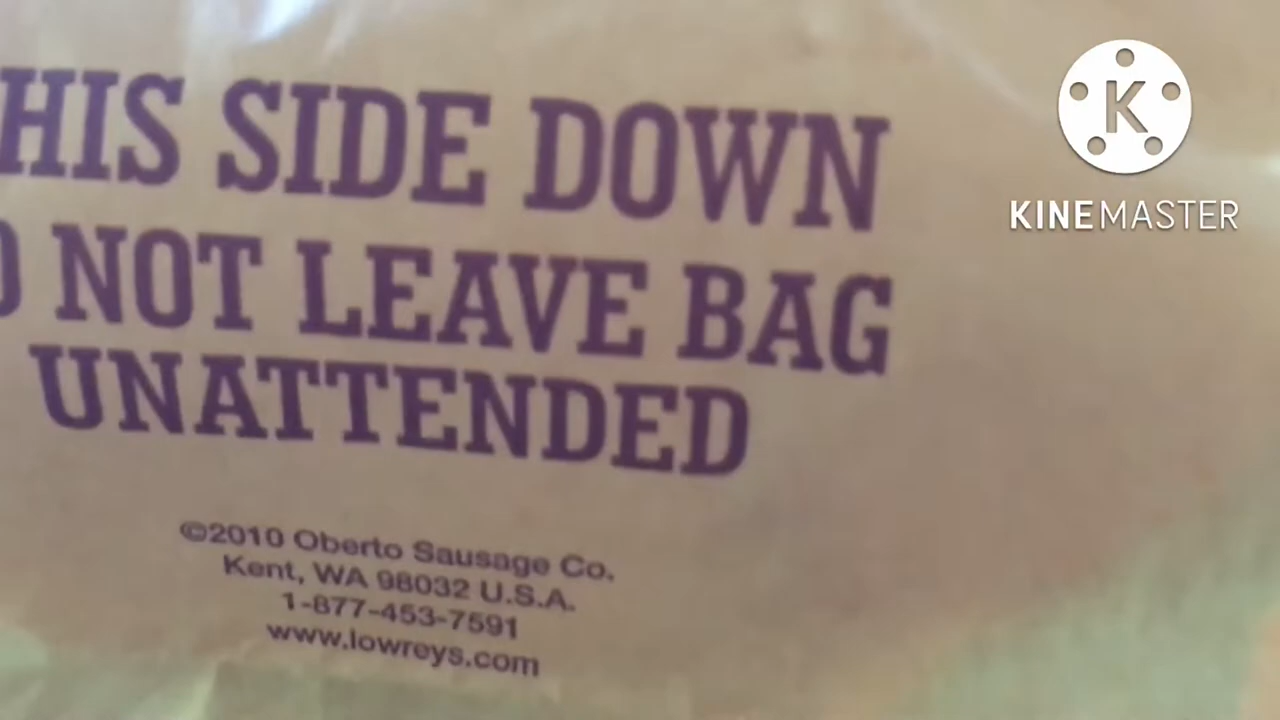 HIS SIDE DOWN
O NOT LEAVE BAG
UNATTENDED
©2010 Oberto Sausage Co.
Kent, WA 98032 U.S.A.
1-877-453-7591
www.lowreys.com
K
KINEMASTER